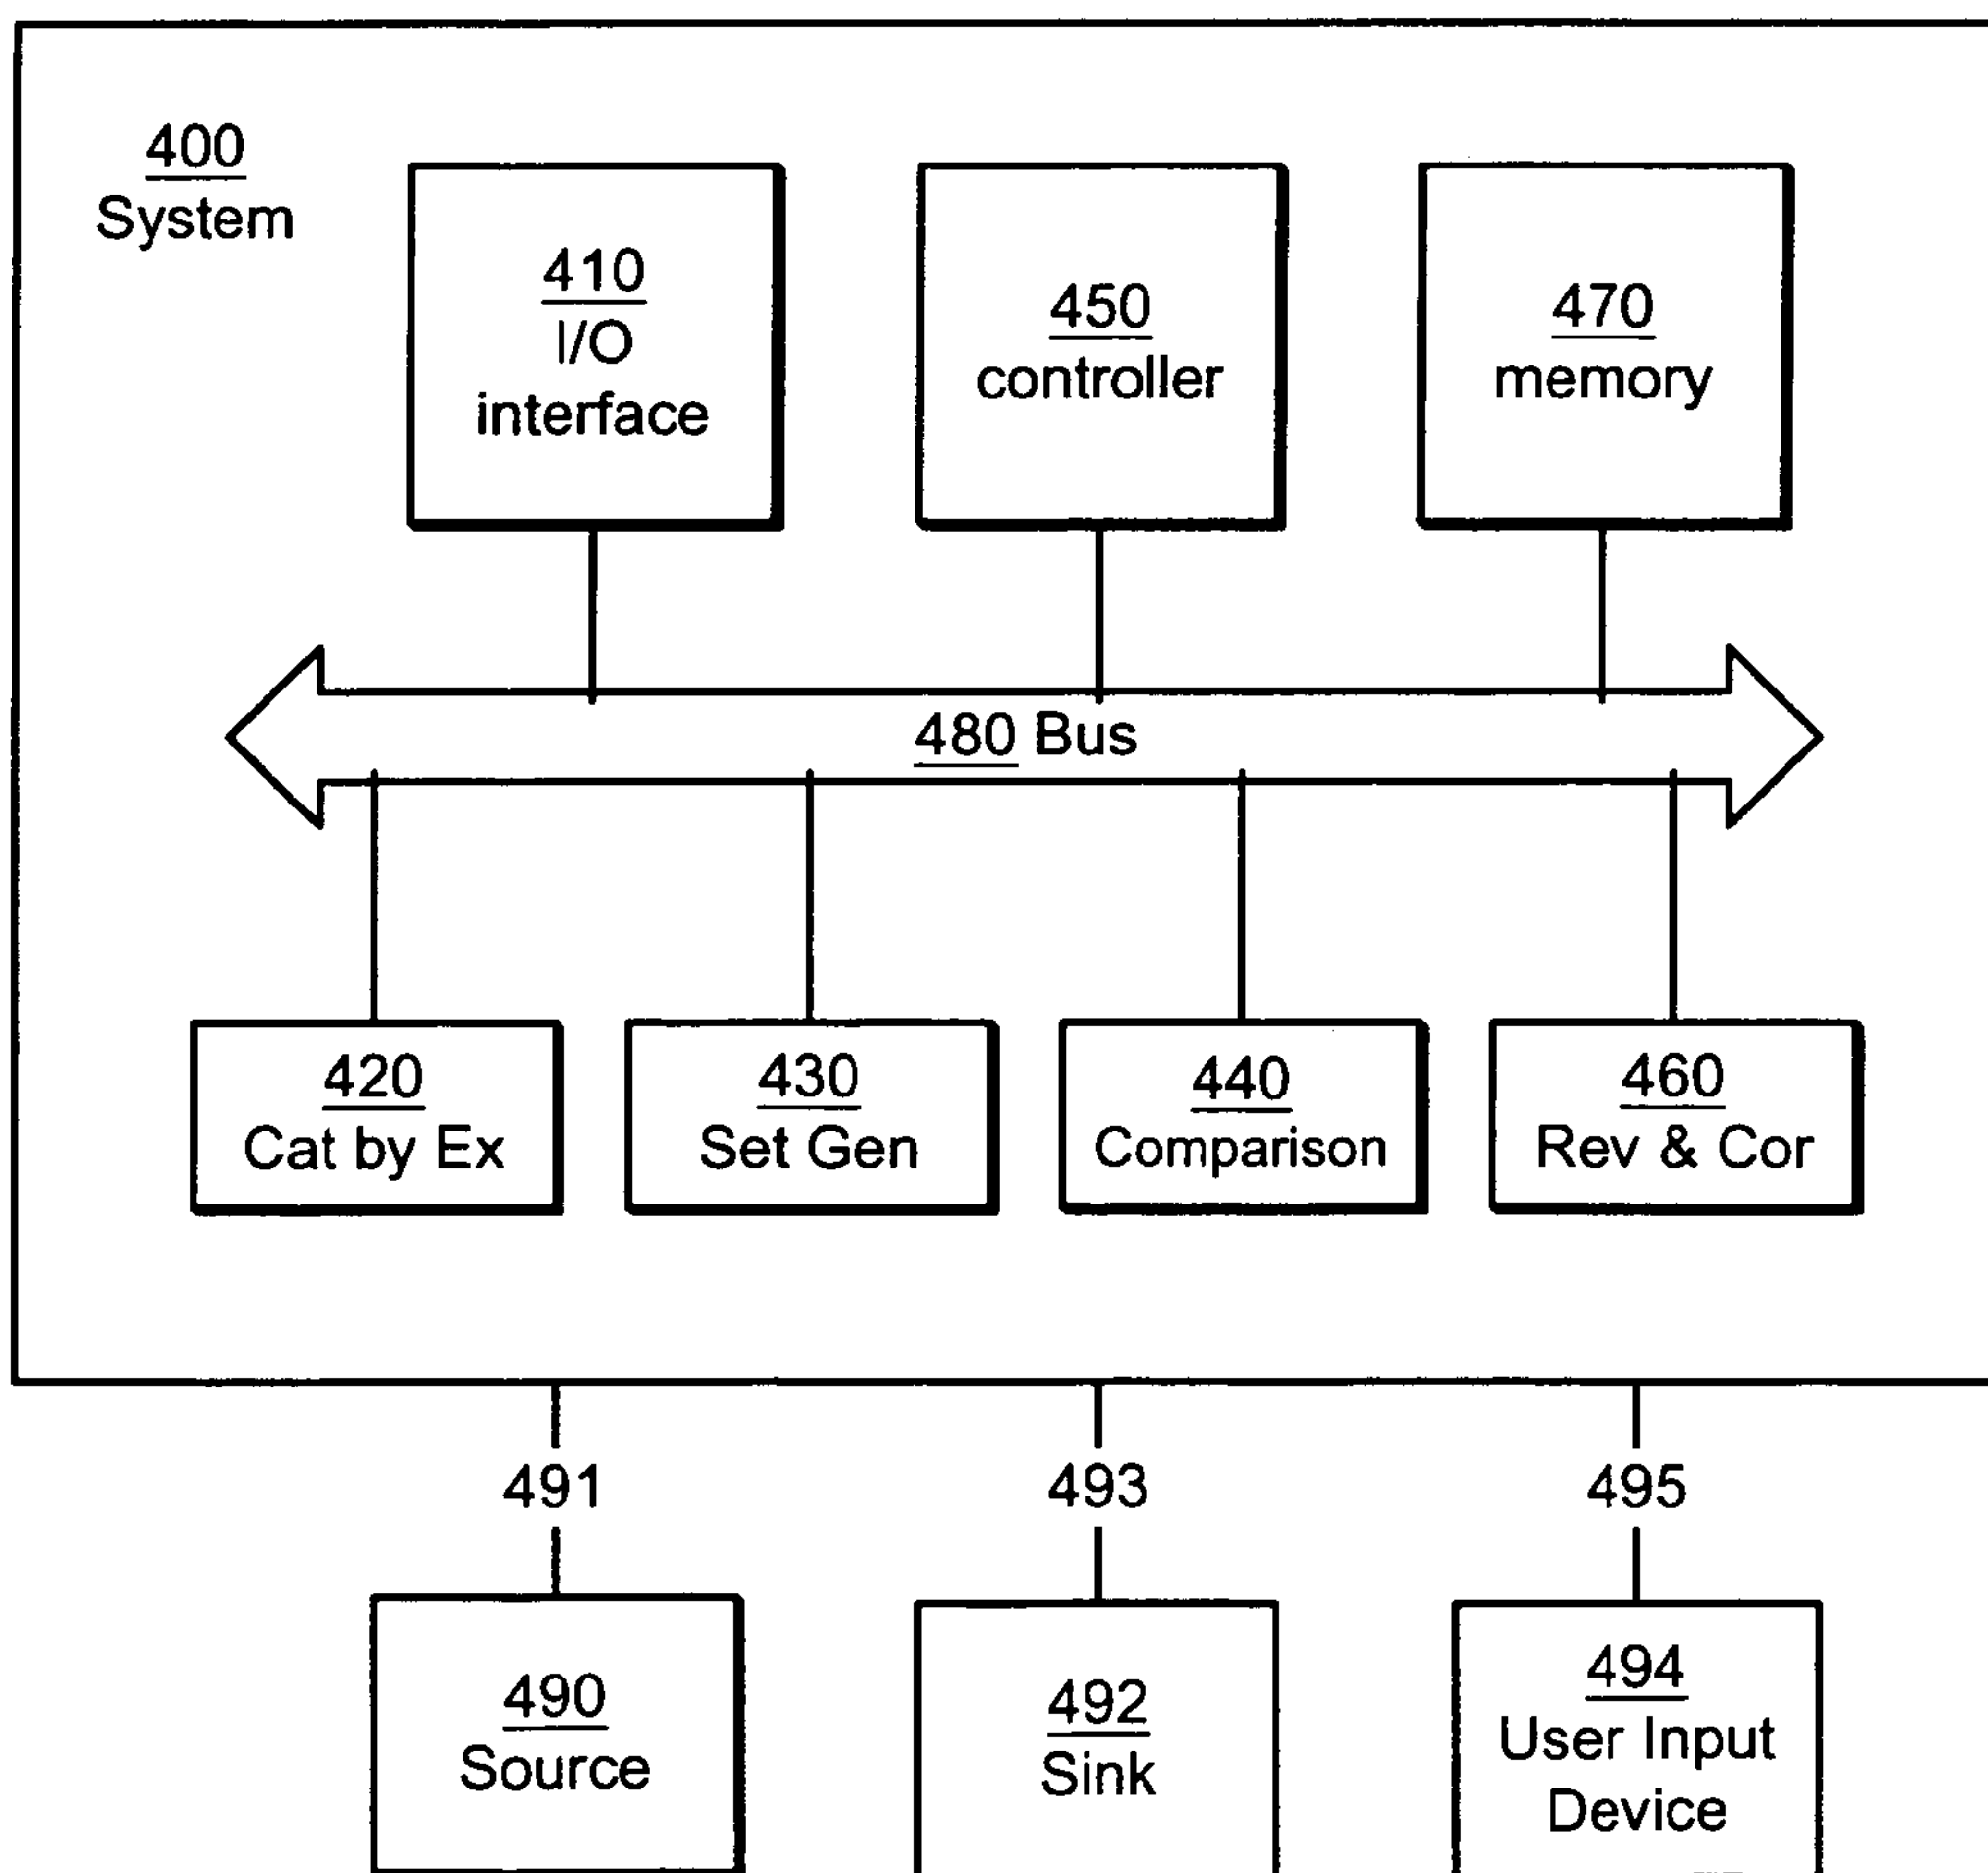 400
System
410
I/O
interface
450
controller
470
memory
480 Bus
420
Cat by Ex
430
Set Gen
440
Comparison
460
Rev & Cor
491
493
495
490
Source
492
Sink
494
User Input
Device